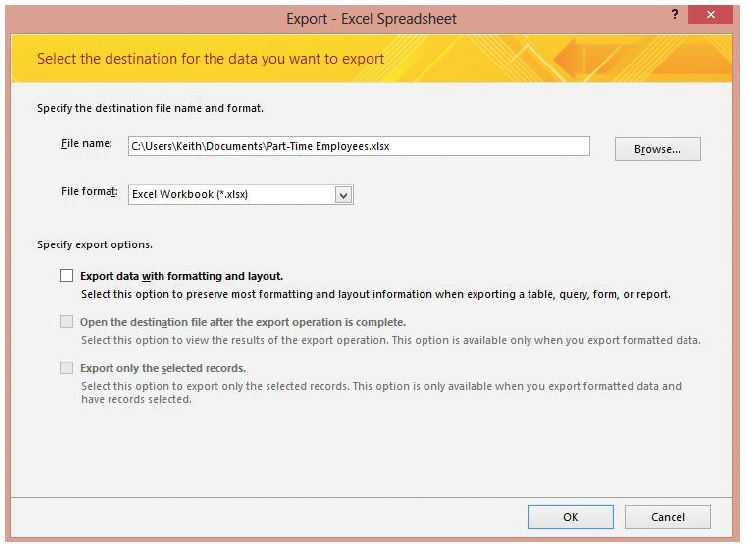 Export - Excel Spreadsheet
?
Select the destination for the data you want to export
Specify the destination file name and format.
File name: C:\Users\Keith\Documents\Part-Time Employees.xlsx Browse...
File format: Excel Workbook (*.xlsx)
Specify export options.
Export data with formatting and layout.
Select this option to preserve most formatting and layout information when exporting a table, query, form, or report.
Open the destination file after the export operation is complete.
Select this option to view the results of the export operation. This option is available only when you export formatted data.
Export only the selected records.
Select this option to export only the selected records. This option is only available when you export formatted data and
have records selected.
OK Cancel